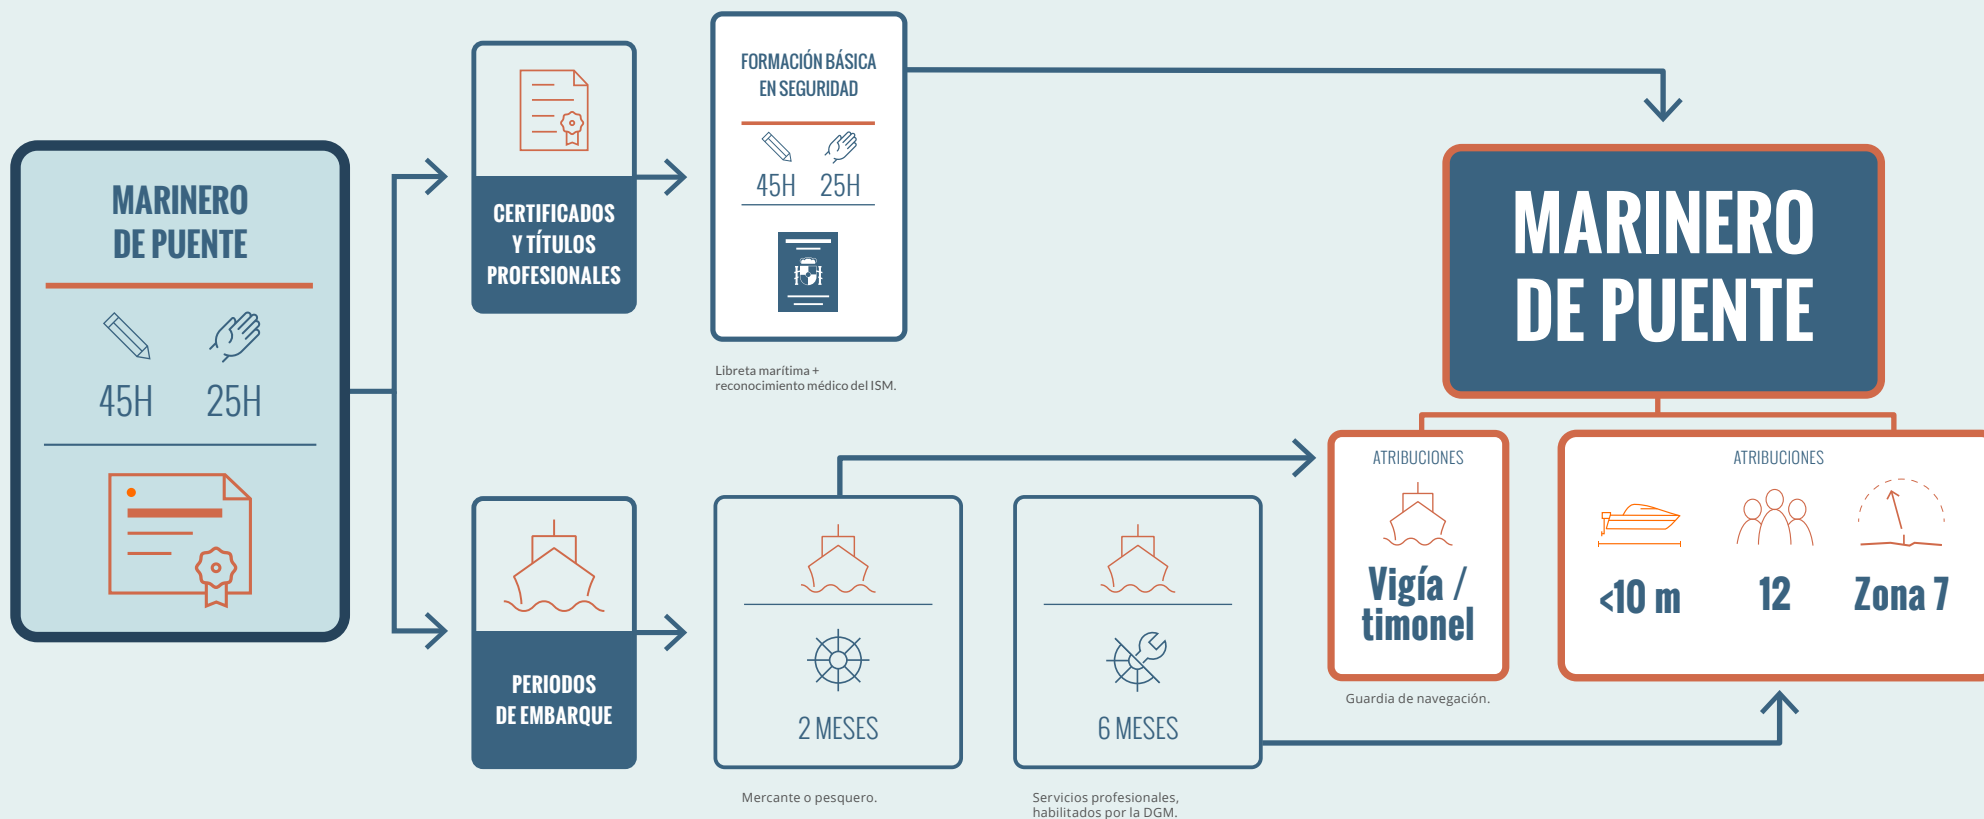 MARINERO
DE PUENTE
45H 25H
CERTIFICADOS
Y TÍTULOS
PROFESIONALES
FORMACIÓN BÁSICA
EN SEGURIDAD
45H 25H
Libreta marítima +
reconocimiento médico del ISM.
PERIODOS
DE EMBARQUE
2 MESES
Mercante o pesquero.
6 MESES
Servicios profesionales,
habilitados por la DGM.
MARINERO
DE PUENTE
ATRIBUCIONES
Vigía /
timonel
Guardia de navegación.
ATRIBUCIONES
<10 m 12 Zona 7